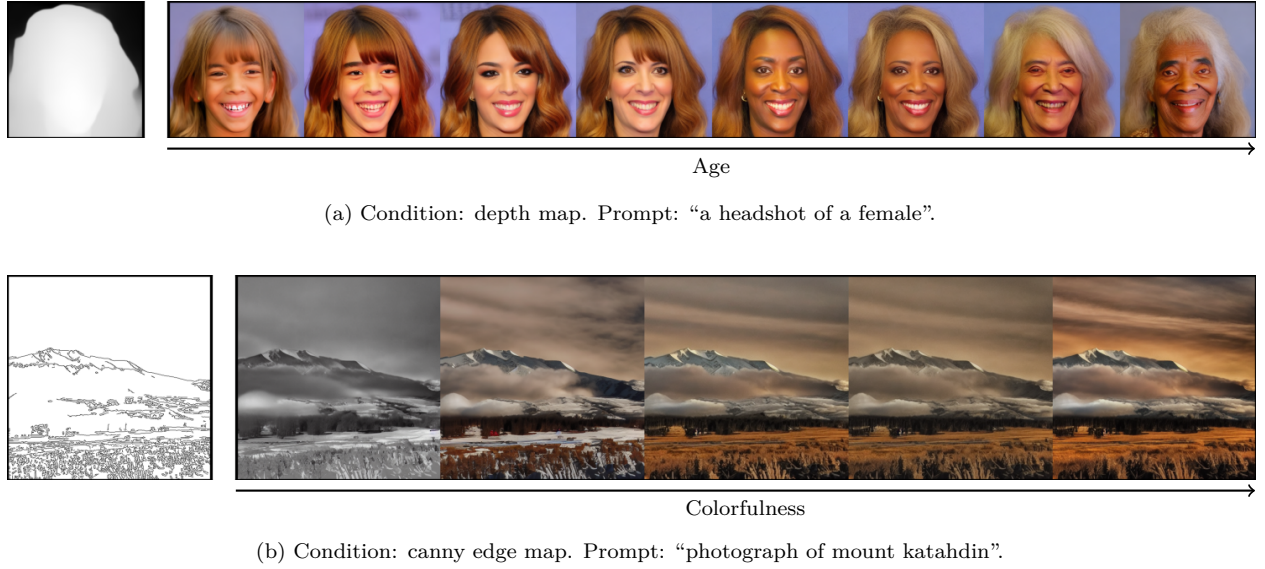 Age
(a) Condition: depth map. Prompt: “a headshot of a female”.
Colorfulness
(b) Condition: canny edge map. Prompt: “photograph of mount katahdin”.